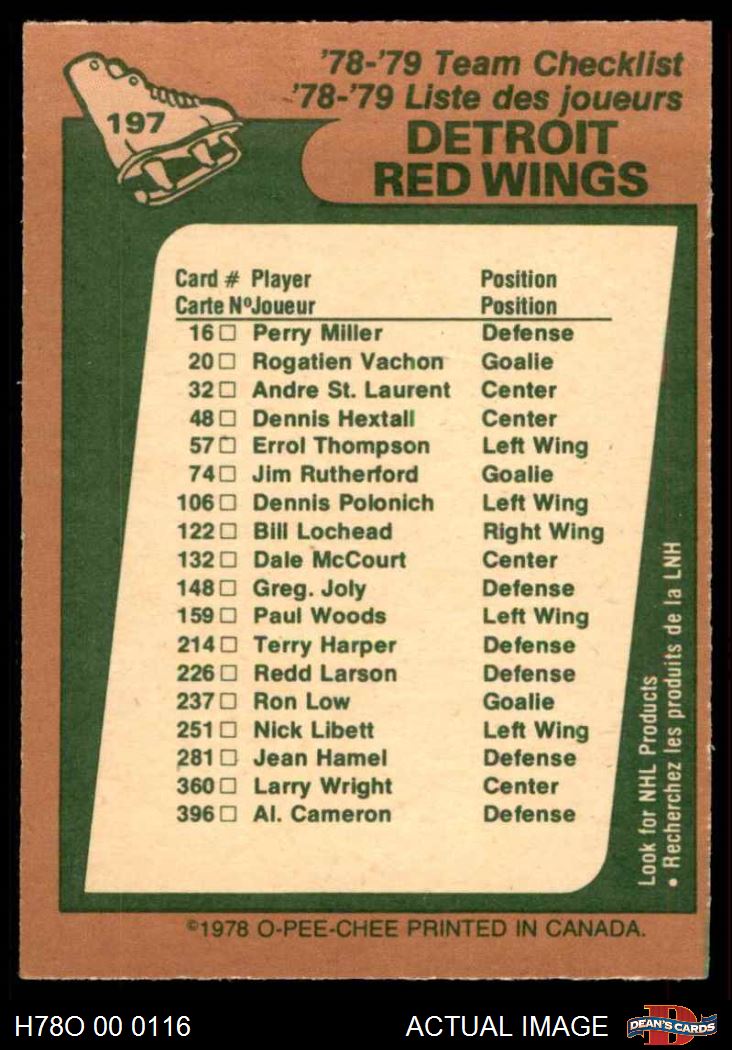 '78-'79 Team Checklist
'78-'79 Liste des joueurs
197
DETROIT
RED WINGS
Card # Player Position
Carte Nº Joueur Position
16 □ Perry Miller Defense
20 □ Rogatien Vachon Goalie
32 □ Andre St. Laurent Center
48 □ Dennis Hextall Center
57 □ Errol Thompson Left Wing
74 □ Jim Rutherford Goalie
106 □ Dennis Polonich Left Wing
122 □ Bill Lochead Right Wing
132 □ Dale McCourt Center
148 □ Greg. Joly Defense
159 □ Paul Woods Left Wing
214 □ Terry Harper Defense
226 □ Redd Larson Defense
237 □ Ron Low Goalie
251 □ Nick Libett Left Wing
281 □ Jean Hamel Defense
360 □ Larry Wright Center
396 □ Al. Cameron Defense
Look for NHL Products
• Recherchez les produits de la LNH
©1978 O-PEE-CHEE PRINTED IN CANADA.
H78O 00 0116 ACTUAL IMAGE
D
DEAN'S CARDS